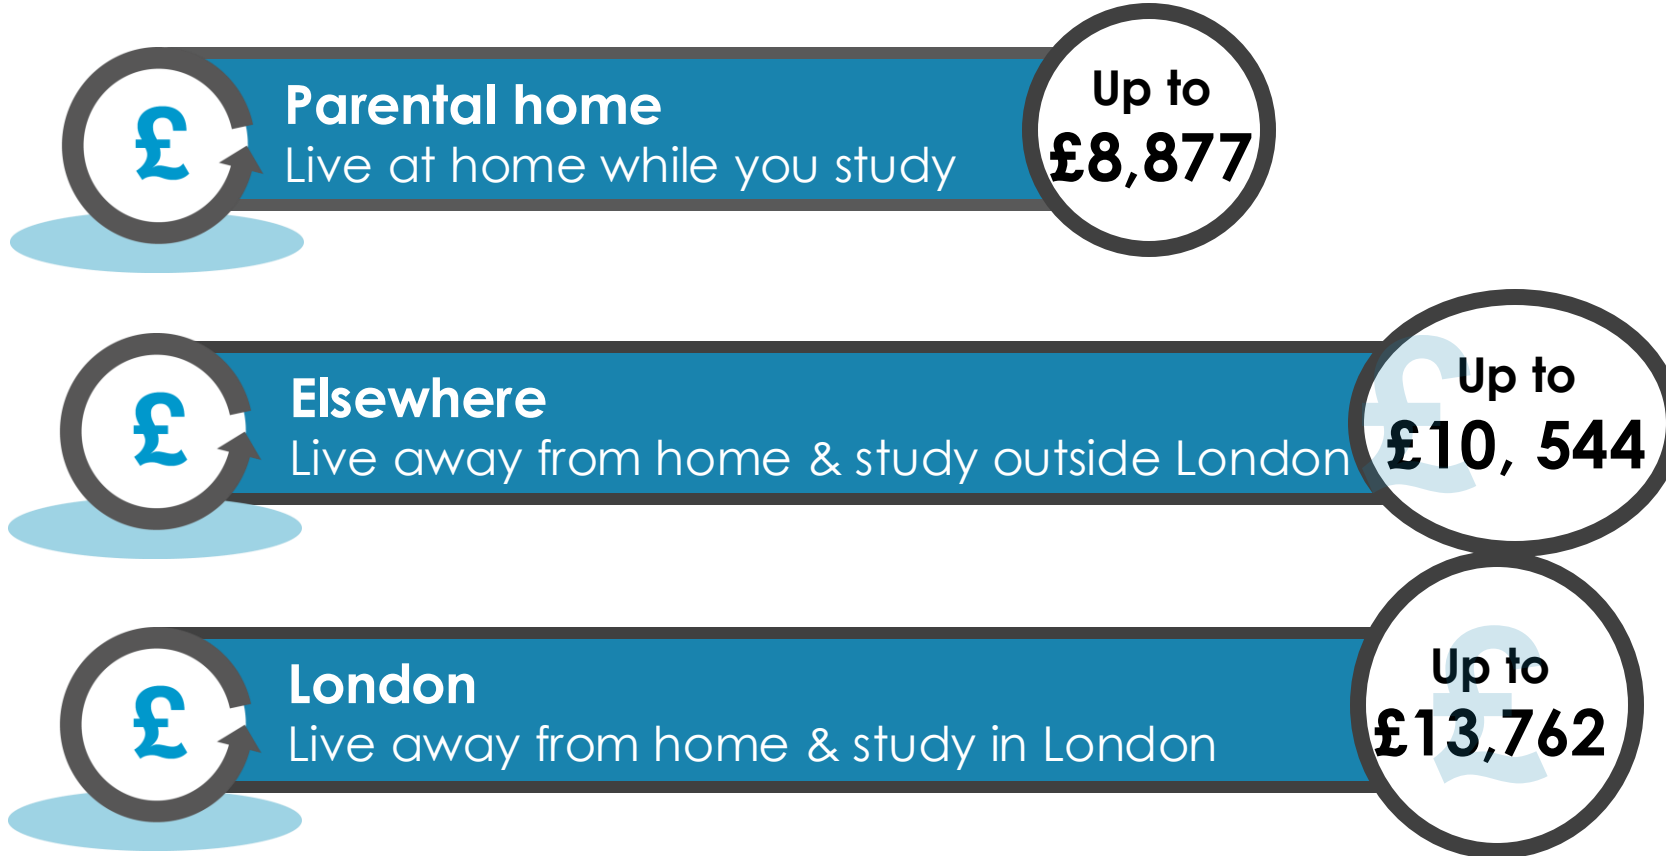 £
Parental home
Live at home while you study
Up to
£8,877
£
Elsewhere
Live away from home & study outside London
£
Up to
£10, 544
£
London
Live away from home & study in London
£
Up to
£13,762